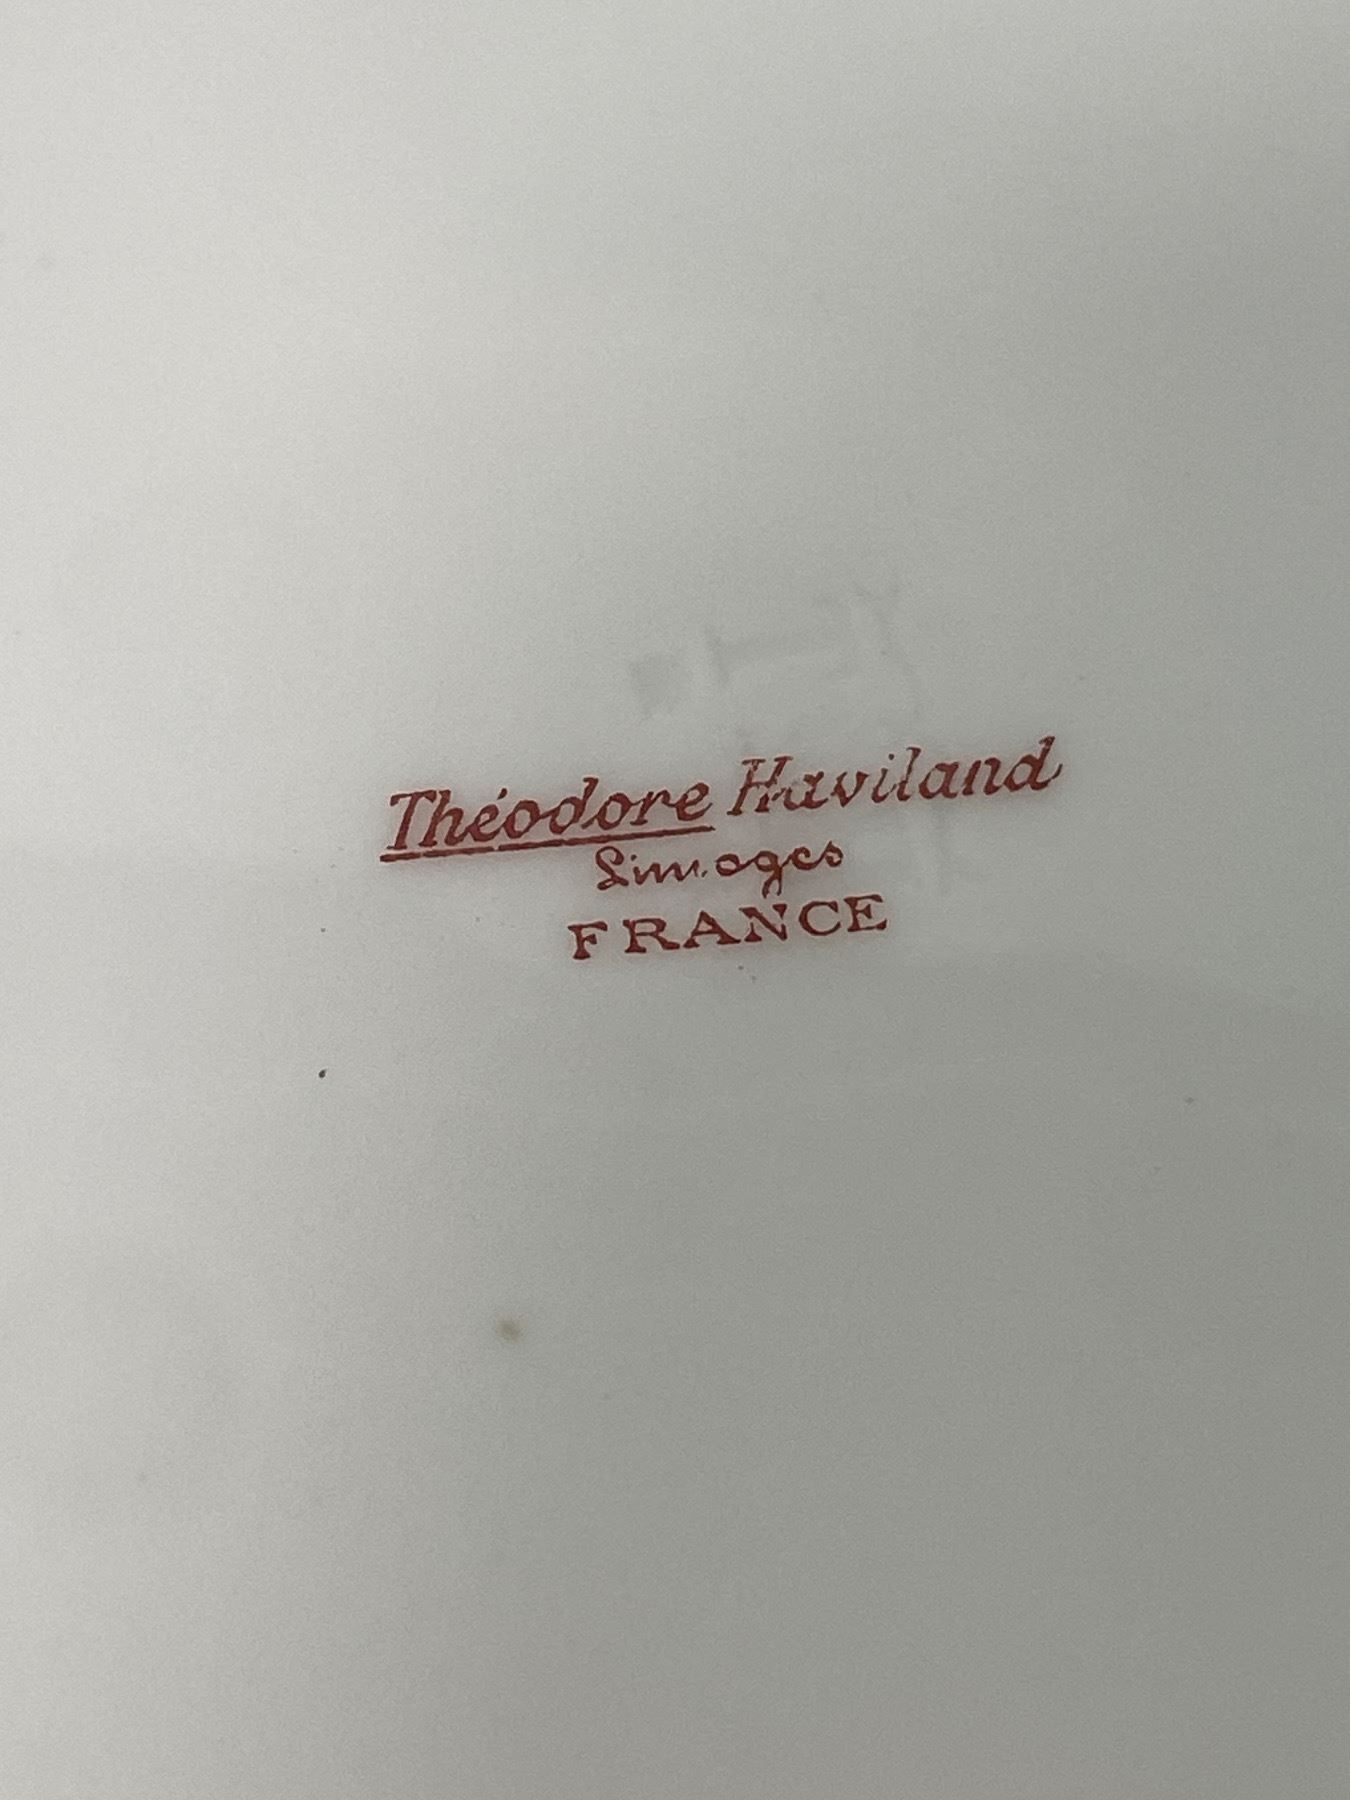 Théodore Haviland
Limoges
FRANCE